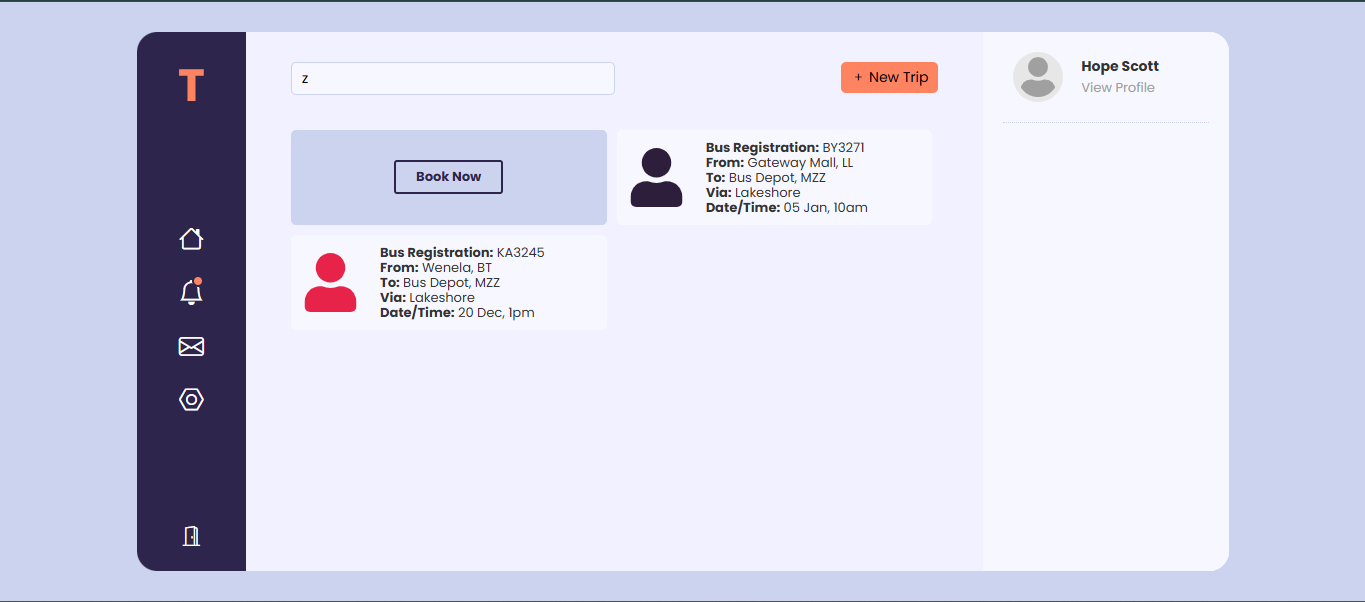 T
z
+ New Trip
Hope Scott
View Profile
Book Now
Bus Registration: BY3271
From: Gateway Mall, LL
To: Bus Depot, MZZ
Via: Lakeshore
Date/Time: 05 Jan, 10am
Bus Registration: KA3245
From: Wenela, BT
To: Bus Depot, MZZ
Via: Lakeshore
Date/Time: 20 Dec, 1pm